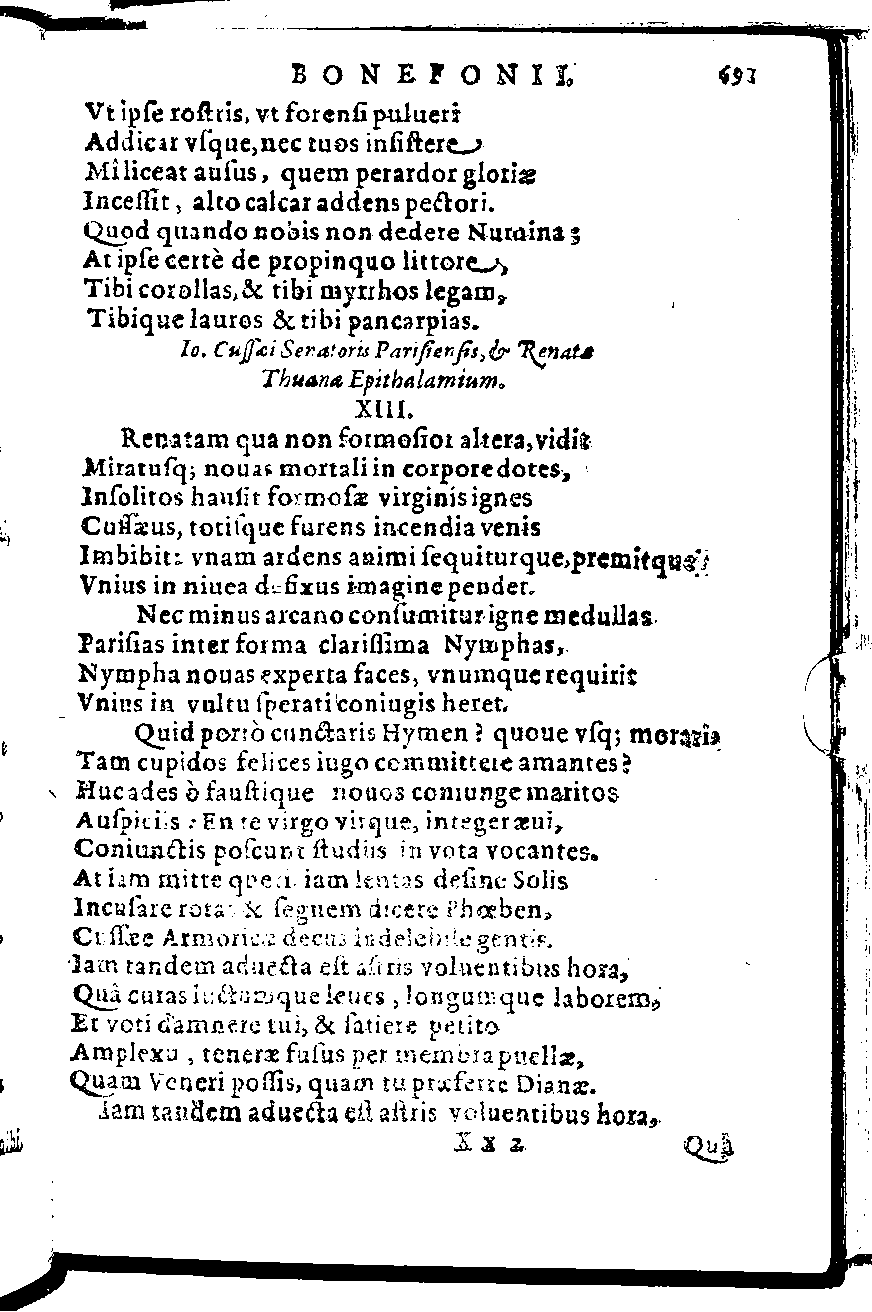 BONEFONII. 691
Vt ipſe roſtris, vt forenſi pulueri
Addicar vſque, nec tuos inſiſtere
Mî liceat auſus, quem perardor gloriæ
Inceſſit, alto calcar addens pectori.
Quod quando nobis non dedere Numina;
At ipſe certè de propinquo littore,
Tibi corollas, & tibi myrrhos legam,
Tibique lauros & tibi pancarpias.
Io. Cuſſæi Senatoris Pariſienſis, & Renatæ
Thuanæ Epithalamium.
XIII.
Renatam qua non formoſior altera, vidit
Miratuſq; nouas mortali in corpore dotes,
Inſolitos hauſit formoſæ virginis ignes
Cuſſæus, totiſque furens incendia venis
Imbibit: vnam ardens animi ſequiturque, premitque;
Vnius in niuea defixus imagine pendet.
Nec minus arcano conſumitur igne medullas
Pariſias inter forma clariſſima Nymphas,
Nympha nouas experta faces, vnumque requirit
Vnius in vultu ſperati coniugis heret.
Quid porrò cunctaris Hymen? quoue vſq; moraris
Tam cupidos felices iugo committere amantes?
Huc ades ò fauſtique nouos coniunge maritos
Auſpiciis: En te virgo virque, integer æui,
Coniunctis poſcunt ſtudiis in vota vocantes.
At iam mitte queri, iam lentas deſine Solis
Incuſare rotas & ſegnem dicere Phœben,
Cuſſæe Armoricæ decus indelebile gentis.
Iam tandem aduecta eſt aſtris voluentibus hora,
Quâ curas luctumque leues, longumque laborem,
Et voti damnere tui, & ſatiere petito
Amplexu, teneræ fuſus per membra puellæ,
Quam Veneri poſſis, quam tu præferre Dianæ.
Iam tandem aduecta eſt aſtris voluentibus hora,
Xx 2 Quâ